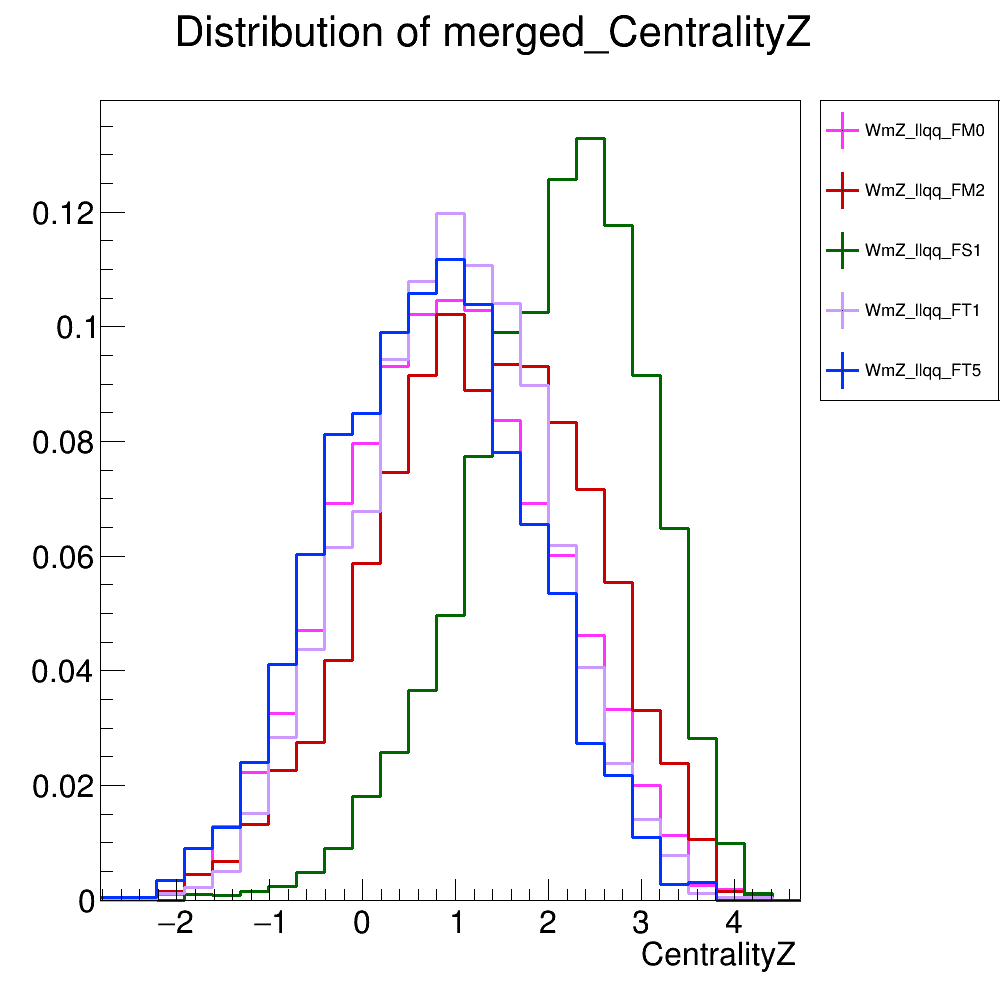 Distribution of merged_CentralityZ
WmZ_llqq_FM0
WmZ_llqq_FM2
WmZ_llqq_FS1
WmZ_llqq_FT1
WmZ_llqq_FT5
0.12
0.1
0.08
0.06
0.04
0.02
0
−2 −1 0 1 2 3 4
CentralityZ